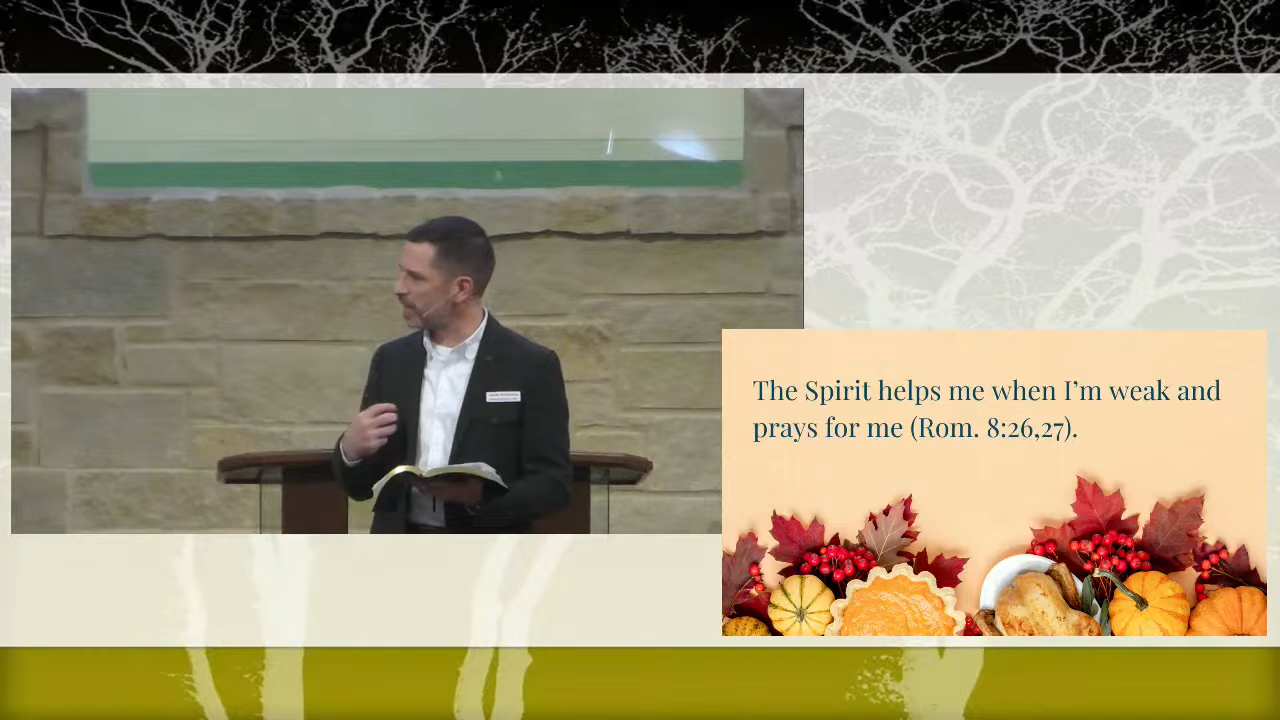 The Spirit helps me when I’m weak and
prays for me (Rom. 8:26,27).